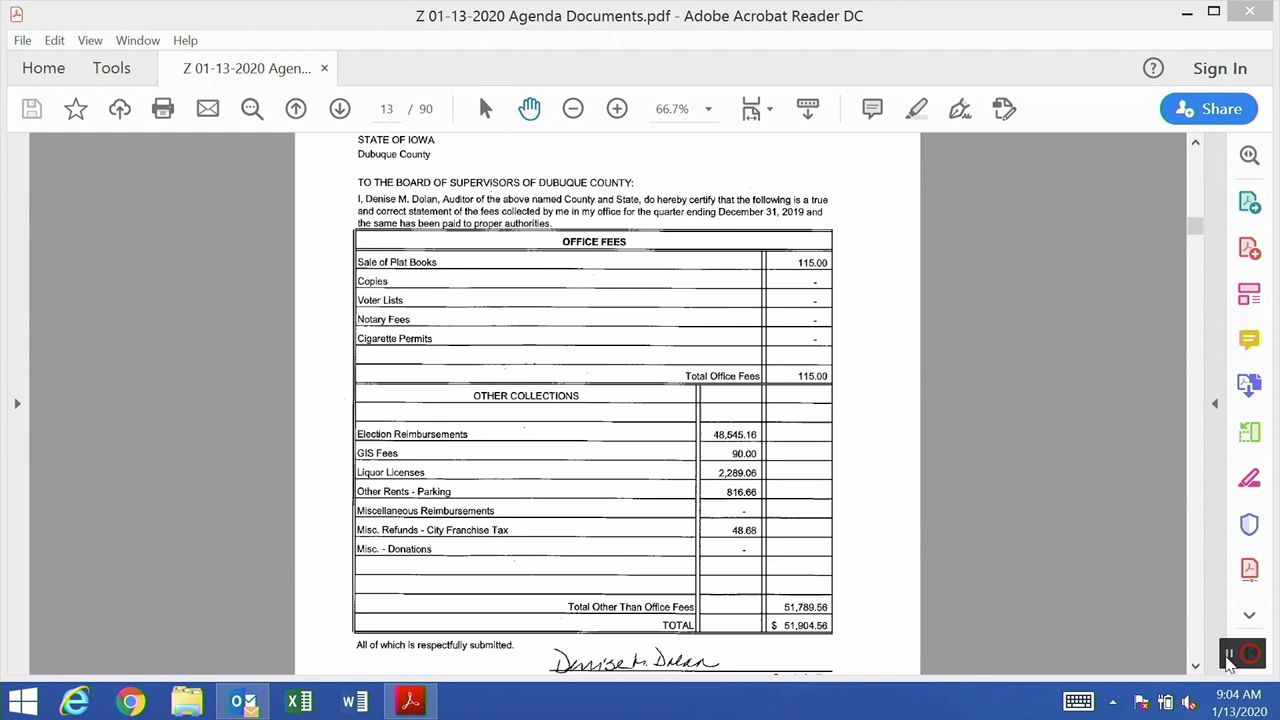 Z 01-13-2020 Agenda Documents.pdf - Adobe Acrobat Reader DC
File Edit View Window Help
Home Tools Z 01-13-2020 Agen... × Sign In
13 / 90 66.7% Share
STATE OF IOWA
Dubuque County
TO THE BOARD OF SUPERVISORS OF DUBUQUE COUNTY:
I, Denise M. Dolan, Auditor of the above named County and State, do hereby certify that the following is a true
and correct statement of the fees collected by me in my office for the quarter ending December 31, 2019 and
the same has been paid to proper authorities.
OFFICE FEES
Sale of Plat Books 115.00
Copies -
Voter Lists -
Notary Fees -
Cigarette Permits -
Total Office Fees 115.00
OTHER COLLECTIONS
Election Reimbursements 48,545.16
GIS Fees 90.00
Liquor Licenses 2,289.06
Other Rents - Parking 816.66
Miscellaneous Reimbursements -
Misc. Refunds - City Franchise Tax 48.68
Misc. - Donations -
Total Other Than Office Fees 51,789.56
TOTAL $ 51,904.56
All of which is respectfully submitted.
Denise M. Dolan
9:04 AM
1/13/2020